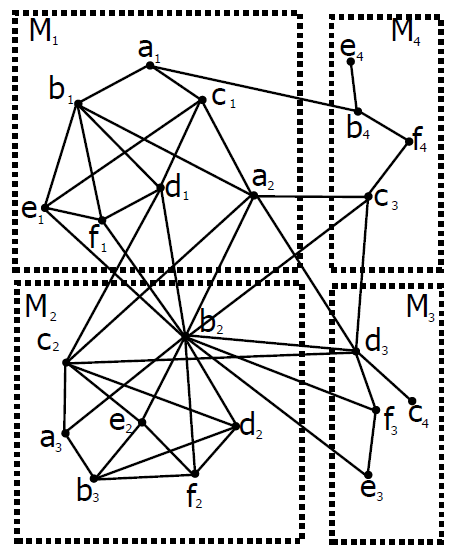 M₁
M₄
a₁
e₄
b₁
c₁
b₄
f₄
a₂
d₁
c₃
e₁
f₁
M₂
M₃
b₂
c₂
d₃
e₂
d₂
f₃
c₄
a₃
b₃
f₂
e₃